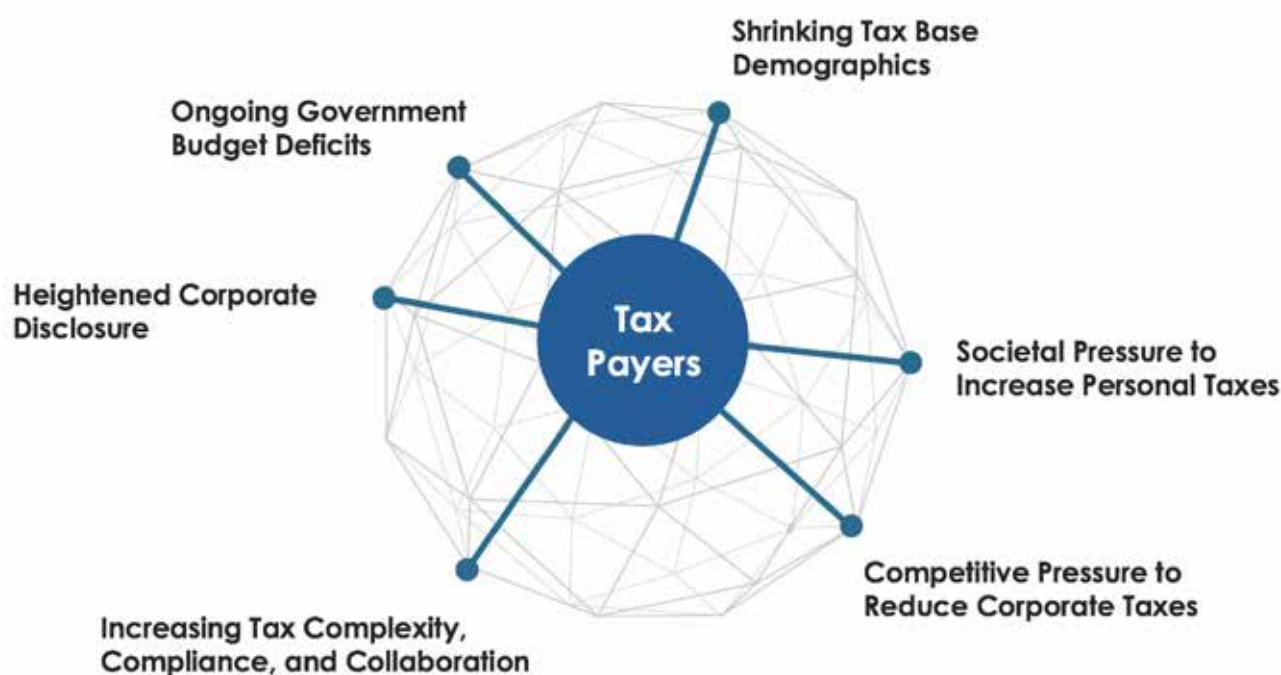 Shrinking Tax Base
Demographics
Ongoing Government
Budget Deficits
Heightened Corporate
Disclosure
Tax
Payers
Societal Pressure to
Increase Personal Taxes
Competitive Pressure to
Reduce Corporate Taxes
Increasing Tax Complexity,
Compliance, and Collaboration